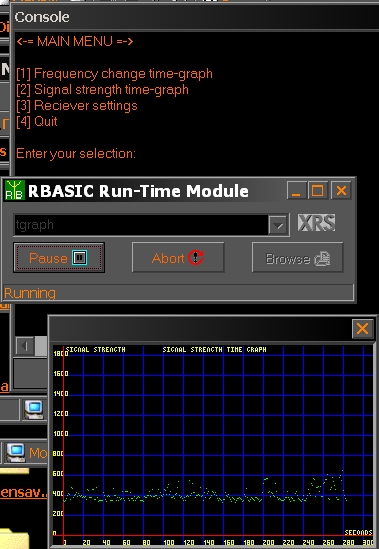 Console
<-= MAIN MENU =->
[1] Frequency change time-graph
[2] Signal strength time-graph
[3] Reciever settings
[4] Quit
Enter your selection:
RB
RBASIC Run-Time Module
tgraph
XRS
Pause
Abort
Browse
Running
SIGNAL STRENGTH SIGNAL STRENGTH TIME GRAPH
1800
1600
1400
1200
1000
800
600
400
200
0
SECONDS
0 20 40 60 80 100 120 140 160 180 200 220 240 260 280 300
Mo
ensav.